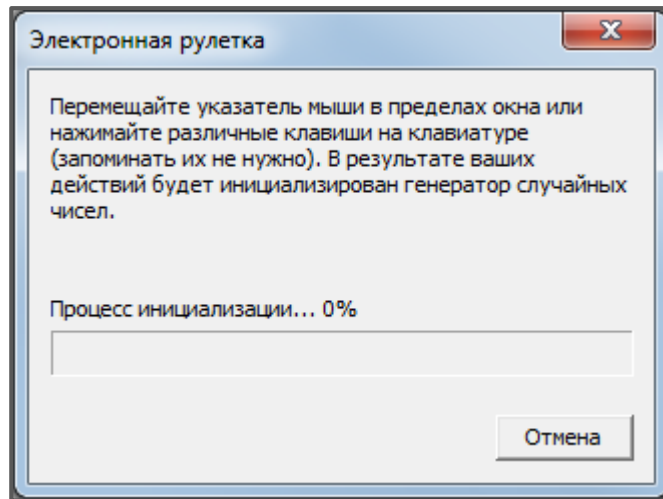 Электронная рулетка
Перемещайте указатель мыши в пределах окна или
нажимайте различные клавиши на клавиатуре
(запоминать их не нужно). В результате ваших
действий будет инициализирован генератор случайных
чисел.
Процесс инициализации... 0%
Отмена